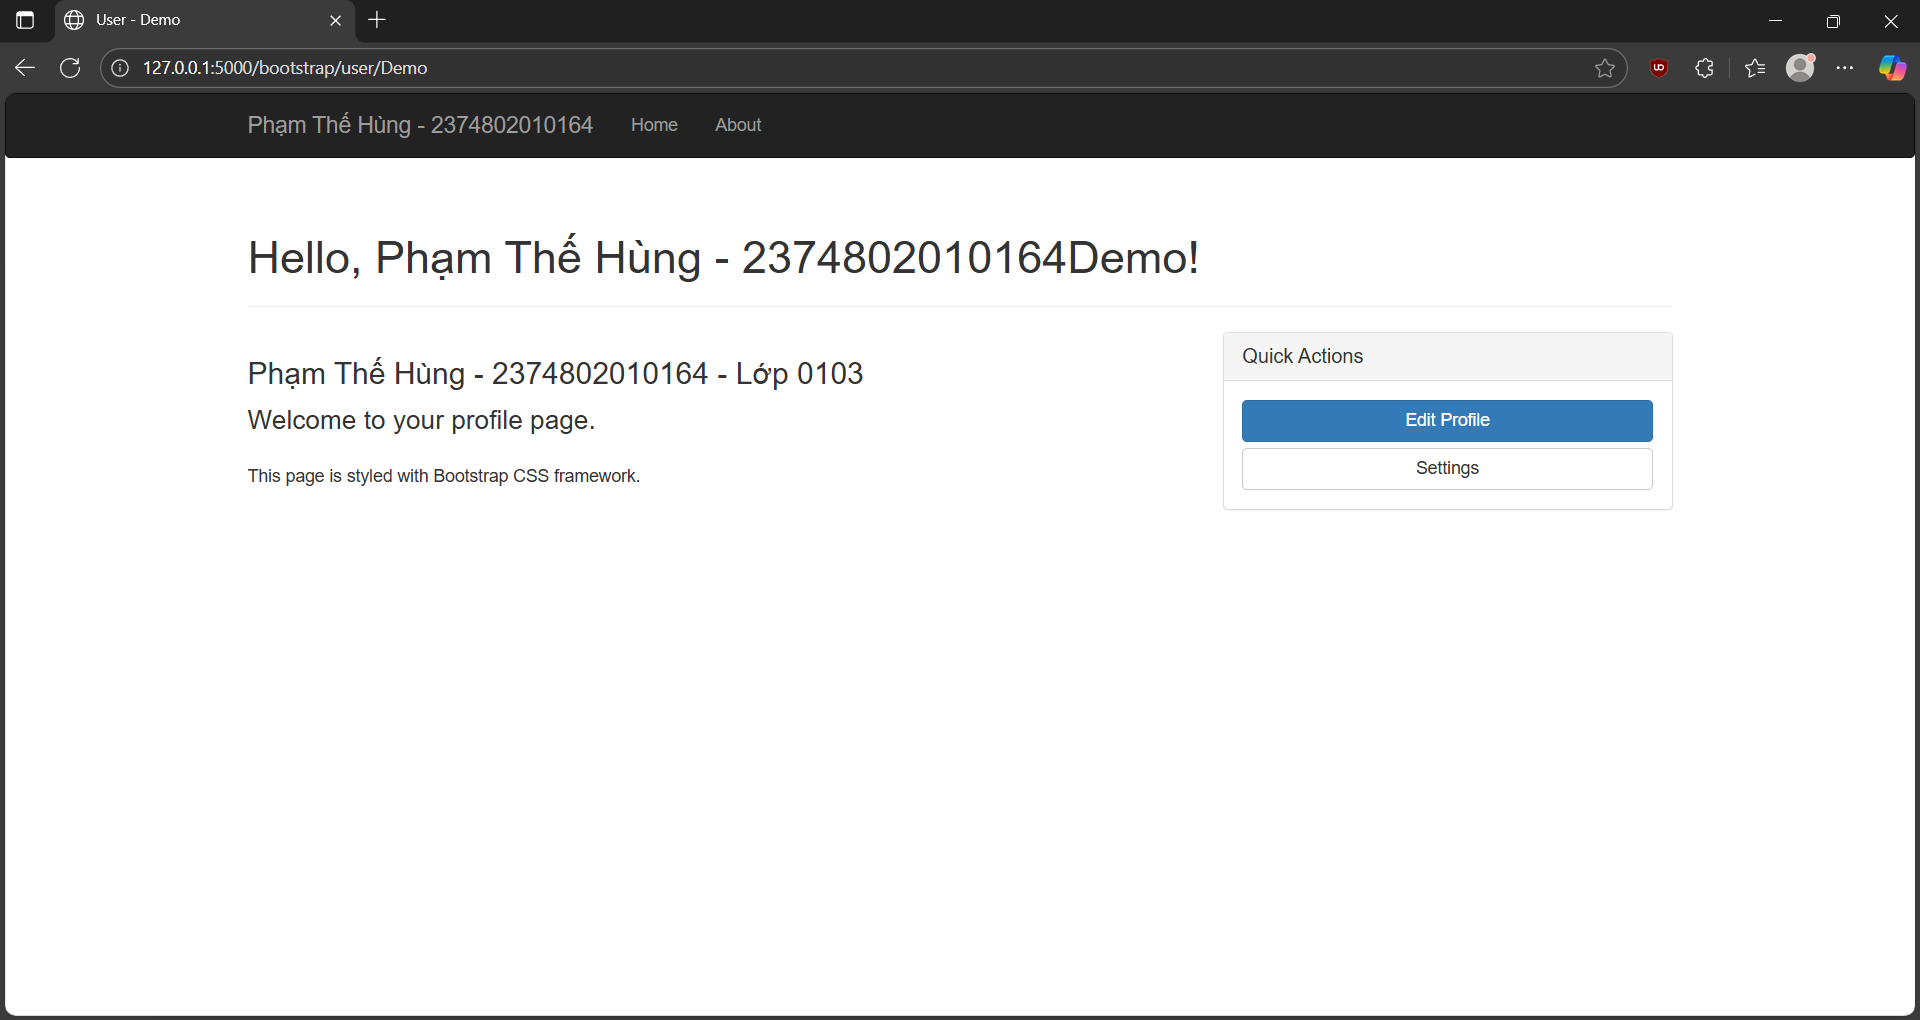 User - Demo
127.0.0.1:5000/bootstrap/user/Demo
Phạm Thế Hùng - 2374802010164 Home About
Hello, Phạm Thế Hùng - 2374802010164Demo!
Phạm Thế Hùng - 2374802010164 - Lớp 0103
Welcome to your profile page.
This page is styled with Bootstrap CSS framework.
Quick Actions
Edit Profile
Settings